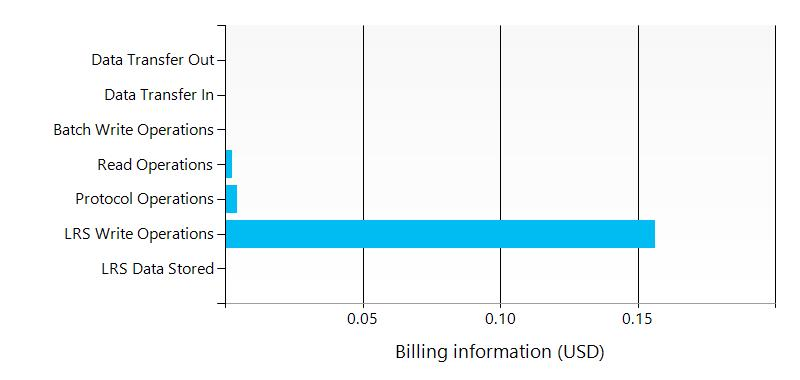 Data Transfer Out
Data Transfer In
Batch Write Operations
Read Operations
Protocol Operations
LRS Write Operations
LRS Data Stored
0.05 0.10 0.15
Billing information (USD)